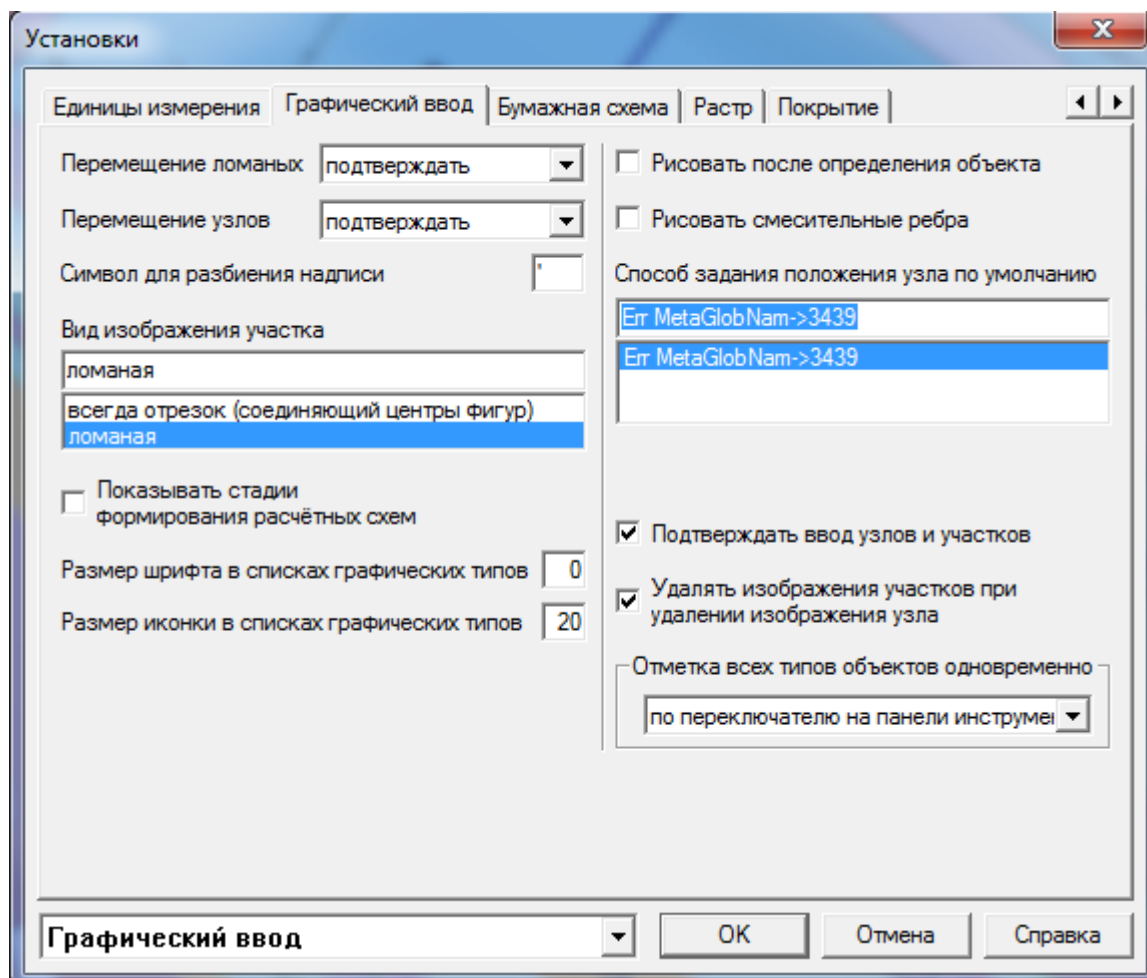 Установки
Единицы измерения
Графический ввод
Бумажная схема
Растр
Покрытие
Перемещение ломаных
подтверждать
Перемещение узлов
подтверждать
Символ для разбиения надписи
'
Вид изображения участка
ломаная
всегда отрезок (соединяющий центры фигур)
ломаная
Показывать стадии
формирования расчётных схем
Размер шрифта в списках графических типов
0
Размер иконки в списках графических типов
20
Рисовать после определения объекта
Рисовать смесительные ребра
Способ задания положения узла по умолчанию
Err MetaGlobNam->3439
Err MetaGlobNam->3439
Подтверждать ввод узлов и участков
Удалять изображения участков при
удалении изображения узла
Отметка всех типов объектов одновременно
по переключателю на панели инструмен
Графический ввод
OK
Отмена
Справка